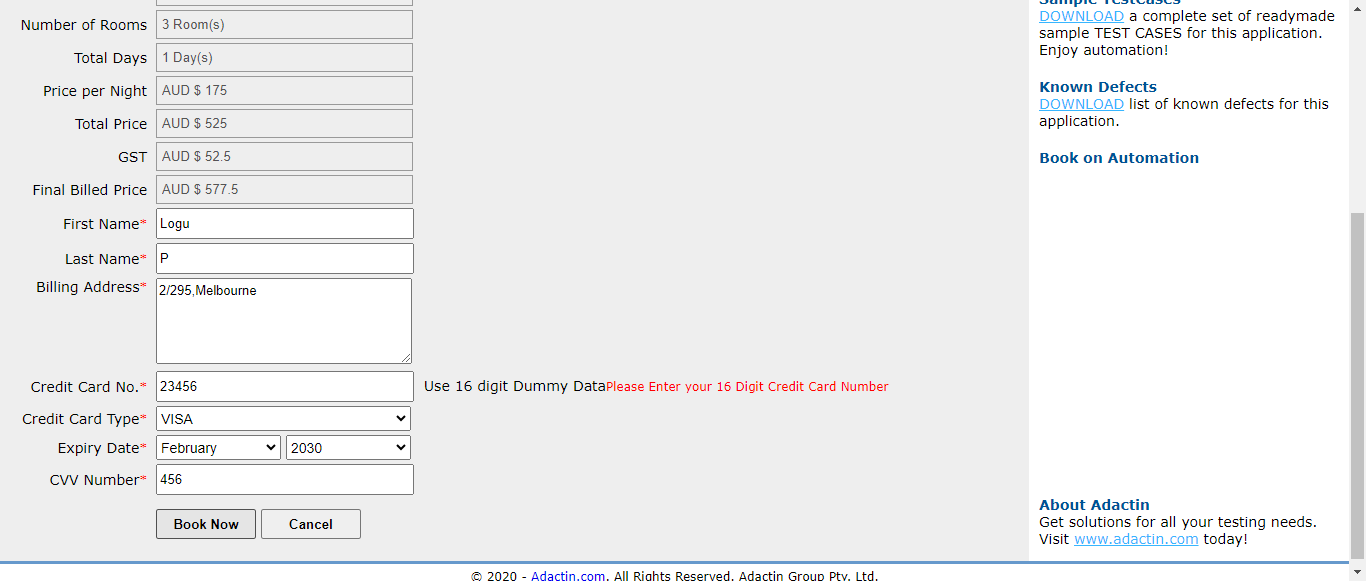 Number of Rooms 3 Room(s)
Total Days 1 Day(s)
Price per Night AUD $ 175
Total Price AUD $ 525
GST AUD $ 52.5
Final Billed Price AUD $ 577.5
First Name* Logu
Last Name* P
Billing Address* 2/295,Melbourne
Credit Card No.* 23456 Use 16 digit Dummy DataPlease Enter your 16 Digit Credit Card Number
Credit Card Type* VISA
Expiry Date* February 2030
CVV Number* 456
Book Now Cancel
Sample TestCases
DOWNLOAD a complete set of readymade
sample TEST CASES for this application.
Enjoy automation!
Known Defects
DOWNLOAD list of known defects for this
application.
Book on Automation
About Adactin
Get solutions for all your testing needs.
Visit www.adactin.com today!
© 2020 - Adactin.com. All Rights Reserved. Adactin Group Pty. Ltd.